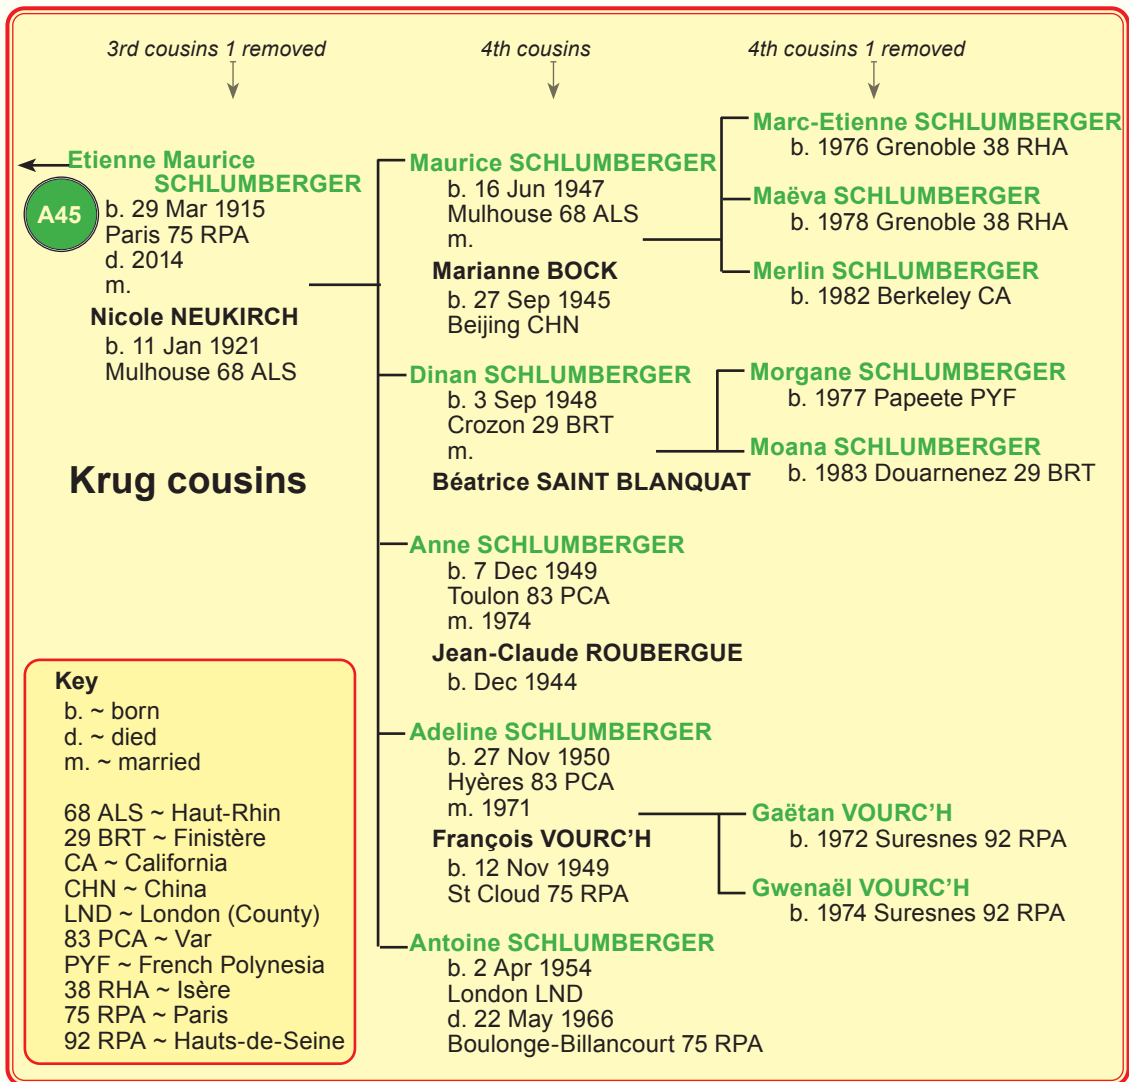 3rd cousins 1 removed
4th cousins
4th cousins 1 removed
Etienne Maurice
SCHLUMBERGER
A45
b. 29 Mar 1915
Paris 75 RPA
d. 2014
m.
Nicole NEUKIRCH
b. 11 Jan 1921
Mulhouse 68 ALS
Krug cousins
Maurice SCHLUMBERGER
b. 16 Jun 1947
Mulhouse 68 ALS
m.
Marianne BOCK
b. 27 Sep 1945
Beijing CHN
Dinan SCHLUMBERGER
b. 3 Sep 1948
Crozon 29 BRT
m.
Béatrice SAINT BLANQUAT
Anne SCHLUMBERGER
b. 7 Dec 1949
Toulon 83 PCA
m. 1974
Jean-Claude ROUBERGUE
b. Dec 1944
Adeline SCHLUMBERGER
b. 27 Nov 1950
Hyères 83 PCA
m. 1971
François VOURC’H
b. 12 Nov 1949
St Cloud 75 RPA
Antoine SCHLUMBERGER
b. 2 Apr 1954
London LND
d. 22 May 1966
Boulonge-Billancourt 75 RPA
Marc-Etienne SCHLUMBERGER
b. 1976 Grenoble 38 RHA
Maëva SCHLUMBERGER
b. 1978 Grenoble 38 RHA
Merlin SCHLUMBERGER
b. 1982 Berkeley CA
Morgane SCHLUMBERGER
b. 1977 Papeete PYF
Moana SCHLUMBERGER
b. 1983 Douarnenez 29 BRT
Gaëtan VOURC’H
b. 1972 Suresnes 92 RPA
Gwenaël VOURC’H
b. 1974 Suresnes 92 RPA
Key
b. ~ born
d. ~ died
m. ~ married
68 ALS ~ Haut-Rhin
29 BRT ~ Finistère
CA ~ California
CHN ~ China
LND ~ London (County)
83 PCA ~ Var
PYF ~ French Polynesia
38 RHA ~ Isère
75 RPA ~ Paris
92 RPA ~ Hauts-de-Seine